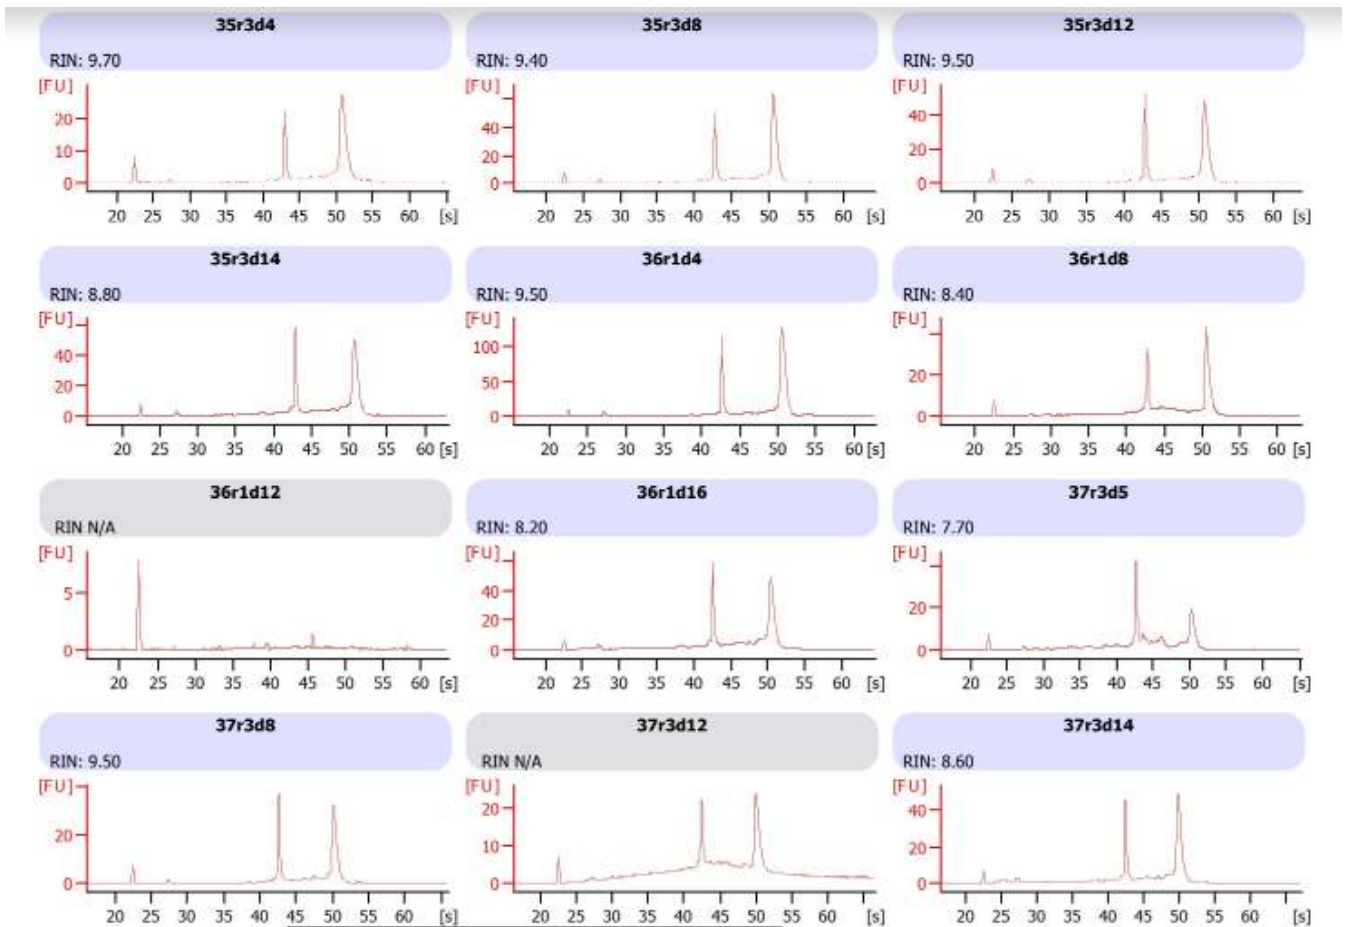 35r3d4
RIN: 9.70
[FU]
20
10
0
20 25 30 35 40 45 50 55 60 [s]
35r3d8
RIN: 9.40
[FU]
40
20
0
20 25 30 35 40 45 50 55 60 [s]
35r3d12
RIN: 9.50
[FU]
40
20
0
20 25 30 35 40 45 50 55 60 [s]
35r3d14
RIN: 8.80
[FU]
40
20
0
20 25 30 35 40 45 50 55 60 [s]
36r1d4
RIN: 9.50
[FU]
100
50
0
20 25 30 35 40 45 50 55 60 [s]
36r1d8
RIN: 8.40
[FU]
20
0
20 25 30 35 40 45 50 55 60 [s]
36r1d12
RIN N/A
[FU]
5
0
20 25 30 35 40 45 50 55 60 [s]
36r1d16
RIN: 8.20
[FU]
40
20
0
20 25 30 35 40 45 50 55 60 [s]
37r3d5
RIN: 7.70
[FU]
20
0
20 25 30 35 40 45 50 55 60 [s]
37r3d8
RIN: 9.50
[FU]
20
0
20 25 30 35 40 45 50 55 60 [s]
37r3d12
RIN N/A
[FU]
20
10
0
20 25 30 35 40 45 50 55 60 [s]
37r3d14
RIN: 8.60
[FU]
40
20
0
20 25 30 35 40 45 50 55 60 [s]